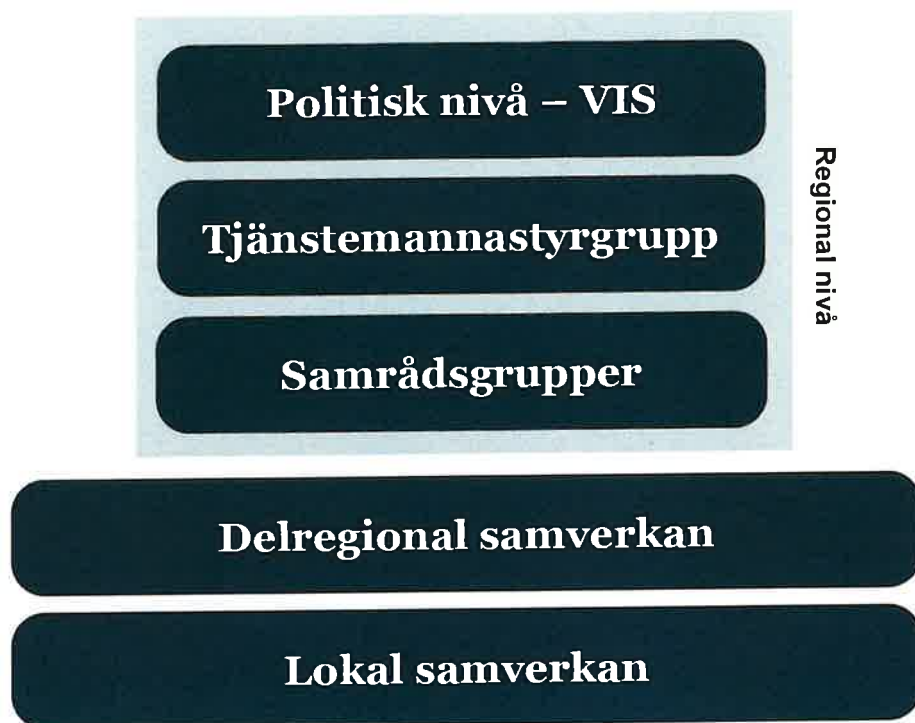 Politisk nivå – VIS
Tjänstemannastyrgrupp
Samrådsgrupper
Regional nivå
Delregional samverkan
Lokal samverkan